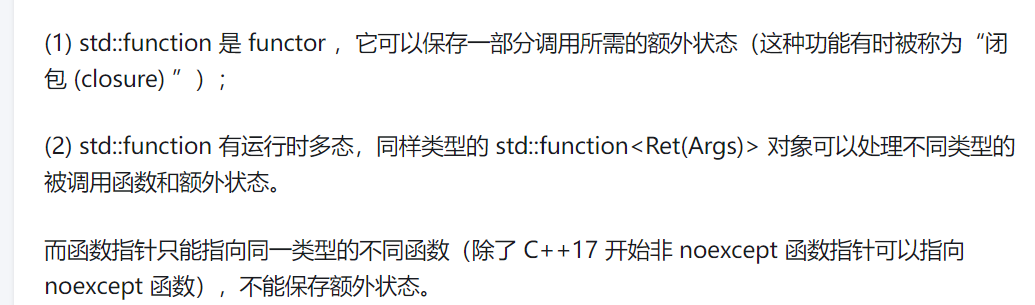 (1) std::function 是 functor ，它可以保存一部分调用所需的额外状态（这种功能有时被称为“闭
包 (closure) ”）；
(2) std::function 有运行时多态，同样类型的 std::function<Ret(Args)> 对象可以处理不同类型的
被调用函数和额外状态。
而函数指针只能指向同一类型的不同函数（除了 C++17 开始非 noexcept 函数指针可以指向
noexcept 函数），不能保存额外状态。